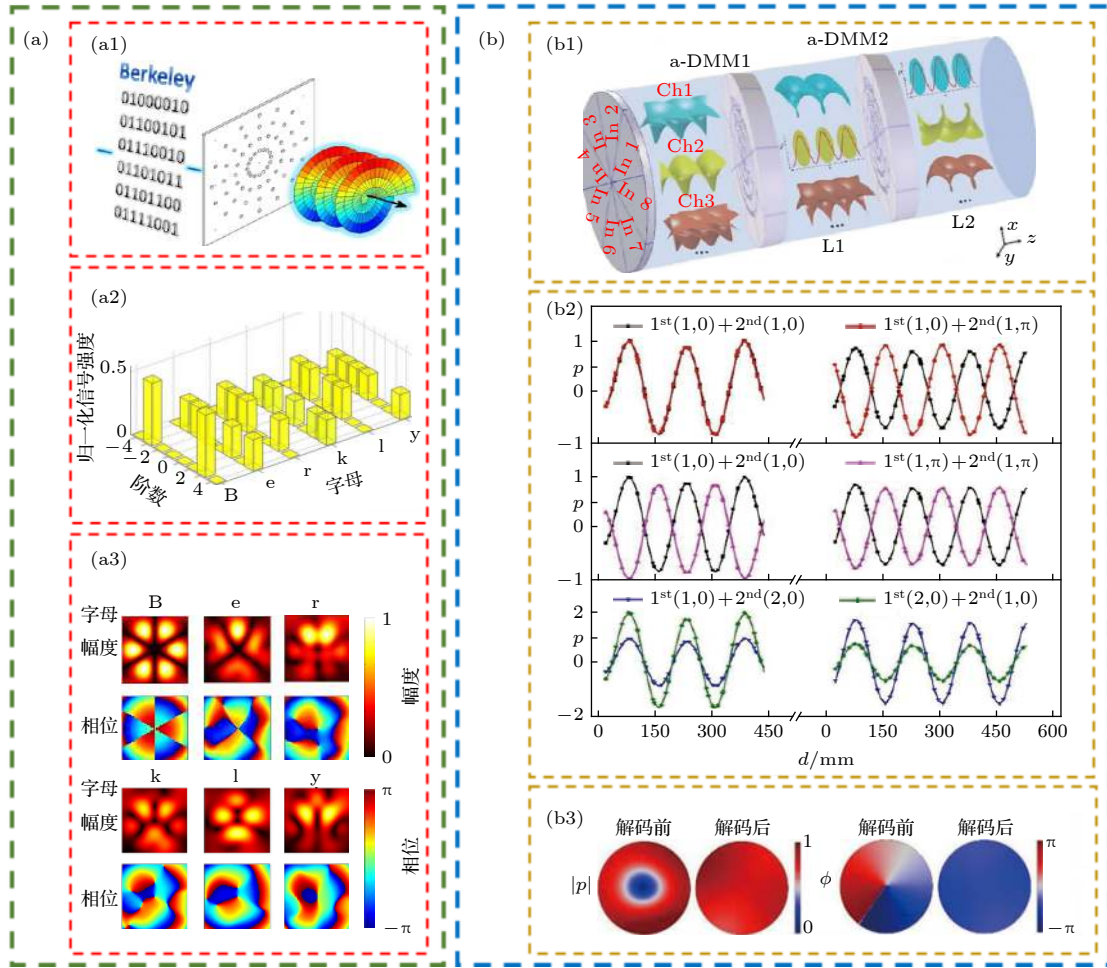 (a)
(a1)
Berkeley
01000010
01100101
01110010
01101011
01101100
01111001
(a2)
归一化信号强度
0.5
0
−4
−2
0
2
4
阶数
B
e
r
k
l
y
字母
(a3)
字母 B e r
幅度
相位
1
幅度
0
字母 k l y
幅度
相位
π
相位
−π
(b)
(b1)
a-DMM1
a-DMM2
Ch1
Ch2
Ch3
In 1
In 2
In 3
In 4
In 5
In 6
In 7
In 8
...
L1
...
L2
...
x
y
z
(b2)
1st(1,0)+2nd(1,0)
1st(1,0)+2nd(1,π)
1
p
0
−1
1st(1,0)+2nd(1,0)
1st(1,π)+2nd(1,π)
1
p
0
−1
1st(1,0)+2nd(2,0)
1st(2,0)+2nd(1,0)
2
p
0
−2
0 150 300 450 0 150 300 450 600
d/mm
(b3)
解码前 解码后
|p|
1
0
解码前 解码后
ϕ
π
−π